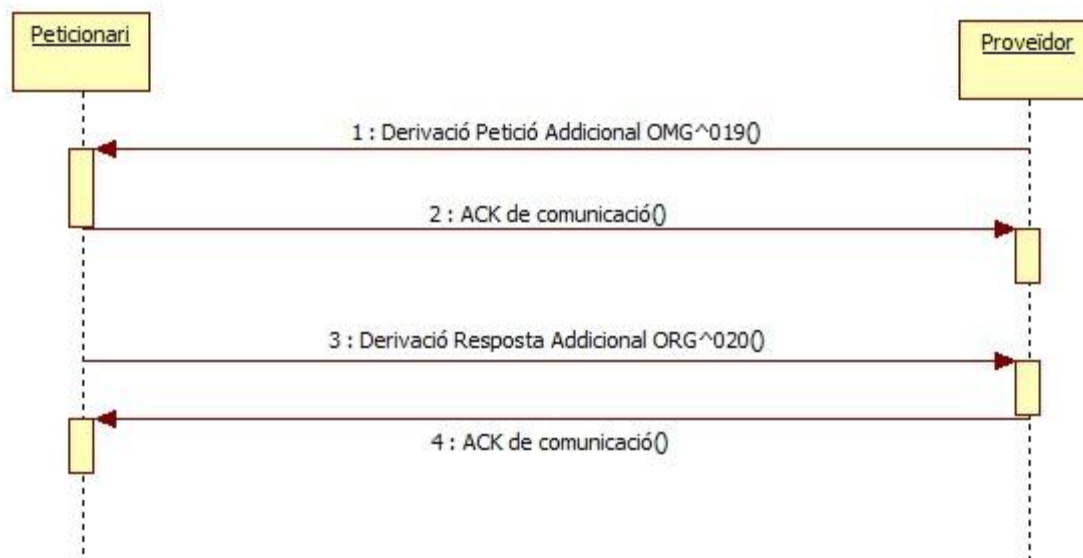 Peticionari
Proveïdor
1 : Derivació Petició Addicional OMG^019()
2 : ACK de comunicació()
3 : Derivació Resposta Addicional ORG^020()
4 : ACK de comunicació()